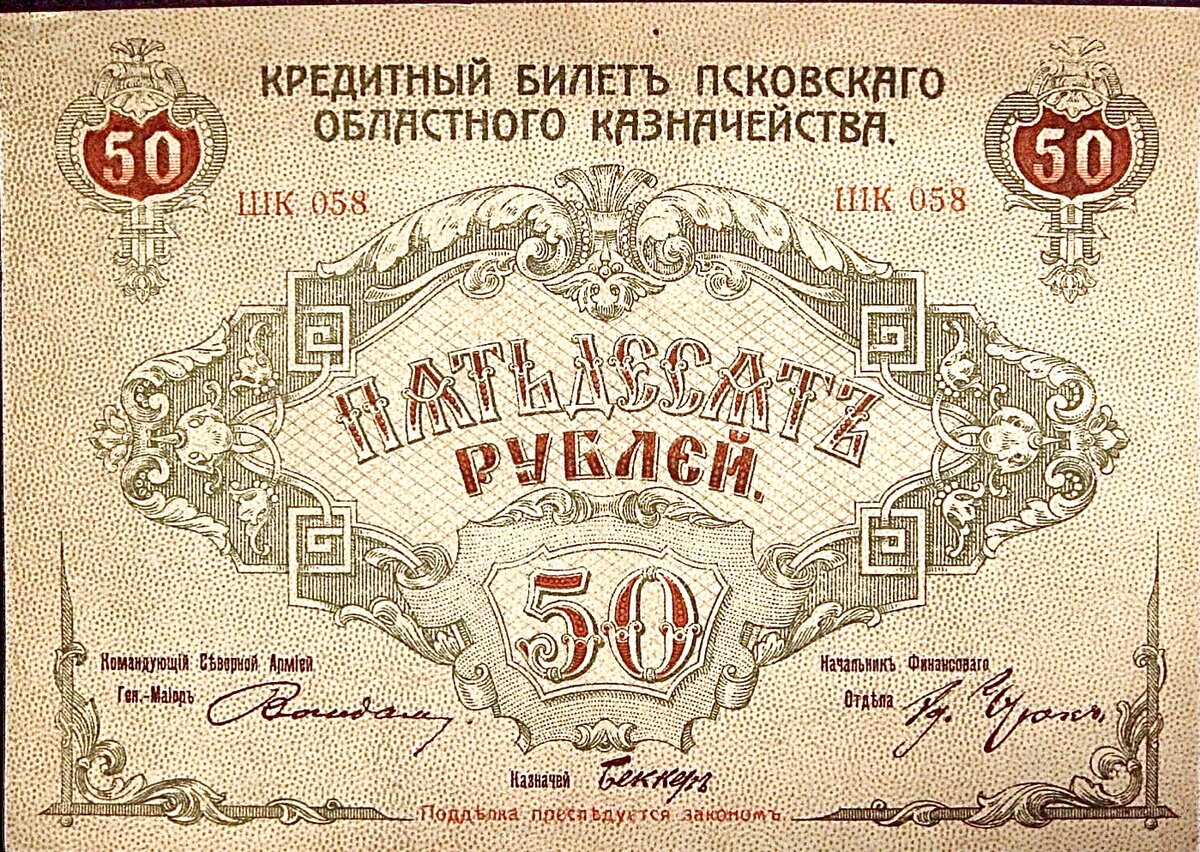 КРЕДИТНЫЙ БИЛЕТЪ ПСКОВСКАГО
ОБЛАСТНОГО КАЗНАЧЕЙСТВА.
50
50
ШК 058
ШК 058
ПЯТЬДЕСЯТЪ
РУБЛЕЙ.
50
Командующій Сѣверной Арміей
Ген.-Маіоръ Вандам
Начальникъ Финансоваго
Отдѣла
Казначей Беккеръ
Поддѣлка преслѣдуется закономъ